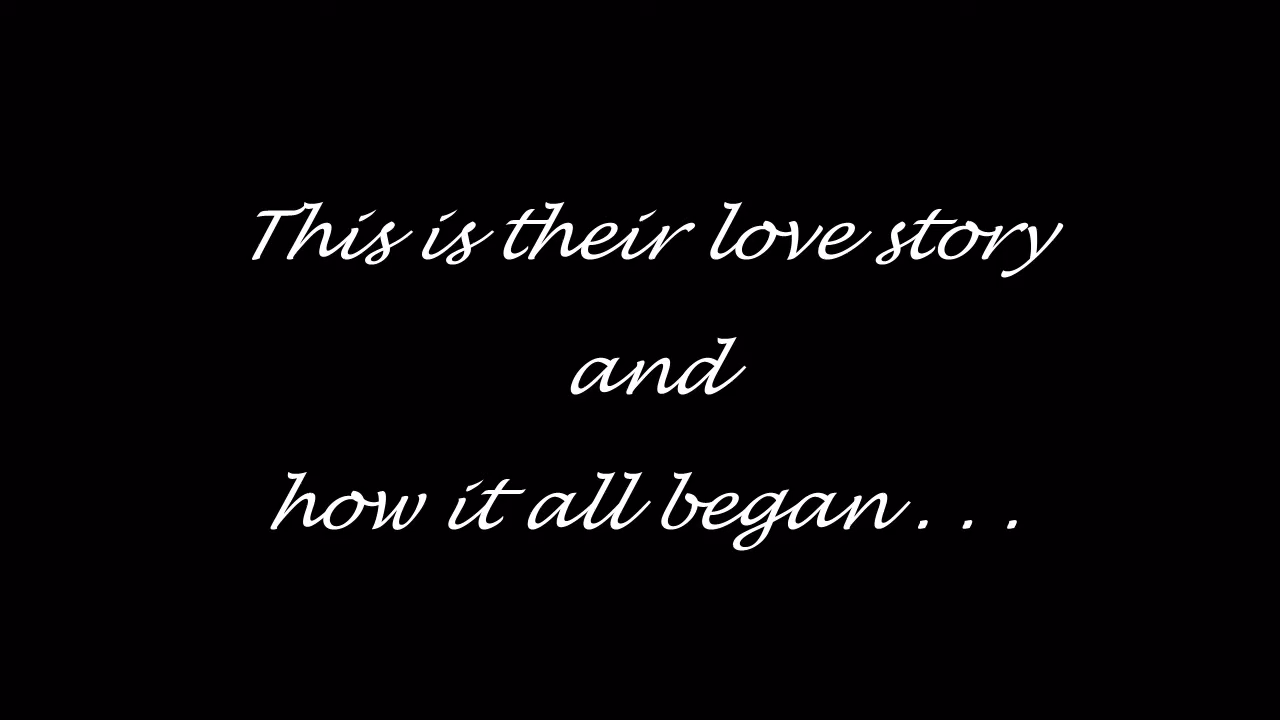 This is their love story
and
how it all began . . .